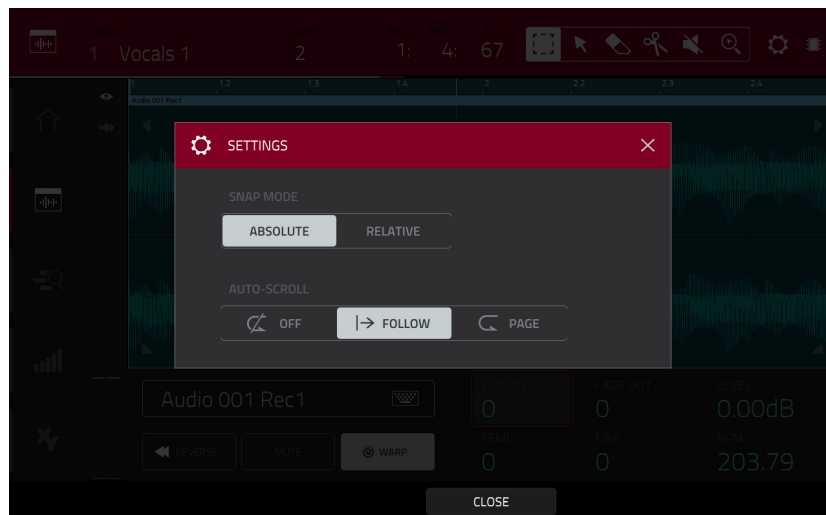 1 Vocals 1 2 1: 4: 67
1 1.2 1.3 1.4 2 2.2 2.3 2.4
Audio 001 Rec1
SETTINGS
SNAP MODE
ABSOLUTE RELATIVE
AUTO-SCROLL
OFF FOLLOW PAGE
Audio 001 Rec1
FADE IN FADE OUT LEVEL
0 0 0.00dB
REVERSE MUTE WARP
SEMI FINE BPM
0 0 203.79
CLOSE